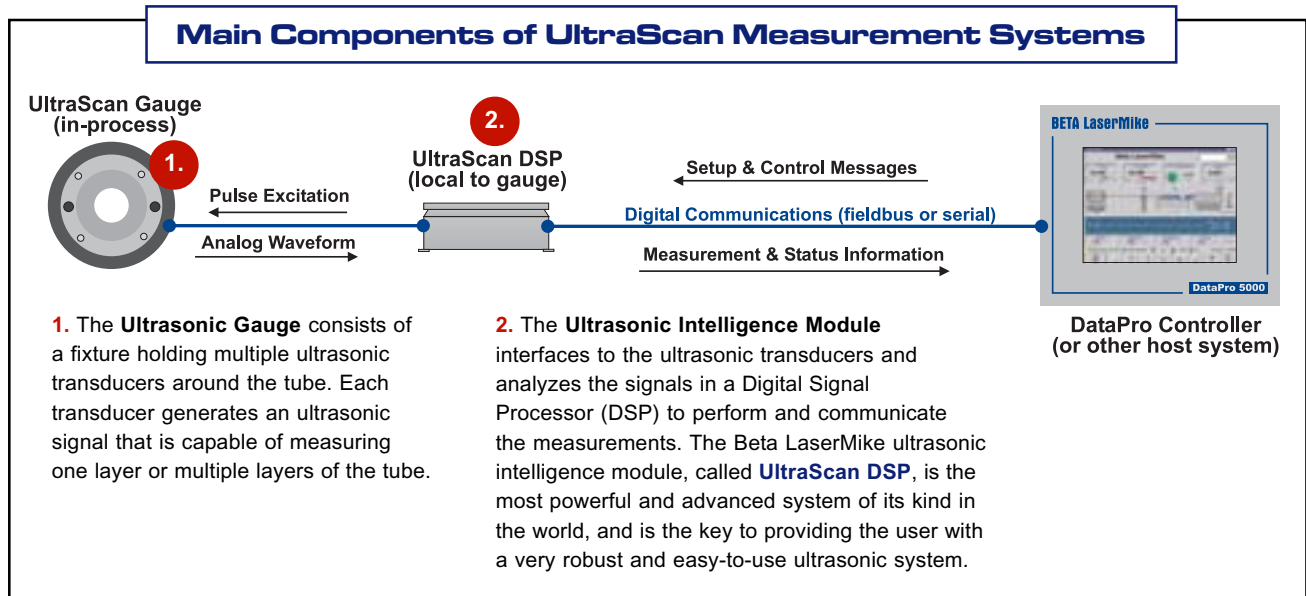 Main Components of UltraScan Measurement Systems
UltraScan Gauge
(in-process)
1.
2.
UltraScan DSP
(local to gauge)
Pulse Excitation
Analog Waveform
Setup & Control Messages
Digital Communications (fieldbus or serial)
Measurement & Status Information
BETA LaserMike
DataPro 5000
DataPro Controller
(or other host system)
1. The Ultrasonic Gauge consists of
a fixture holding multiple ultrasonic
transducers around the tube. Each
transducer generates an ultrasonic
signal that is capable of measuring
one layer or multiple layers of the tube.
2. The Ultrasonic Intelligence Module
interfaces to the ultrasonic transducers and
analyzes the signals in a Digital Signal
Processor (DSP) to perform and communicate
the measurements. The Beta LaserMike ultrasonic
intelligence module, called UltraScan DSP, is the
most powerful and advanced system of its kind in
the world, and is the key to providing the user with
a very robust and easy-to-use ultrasonic system.